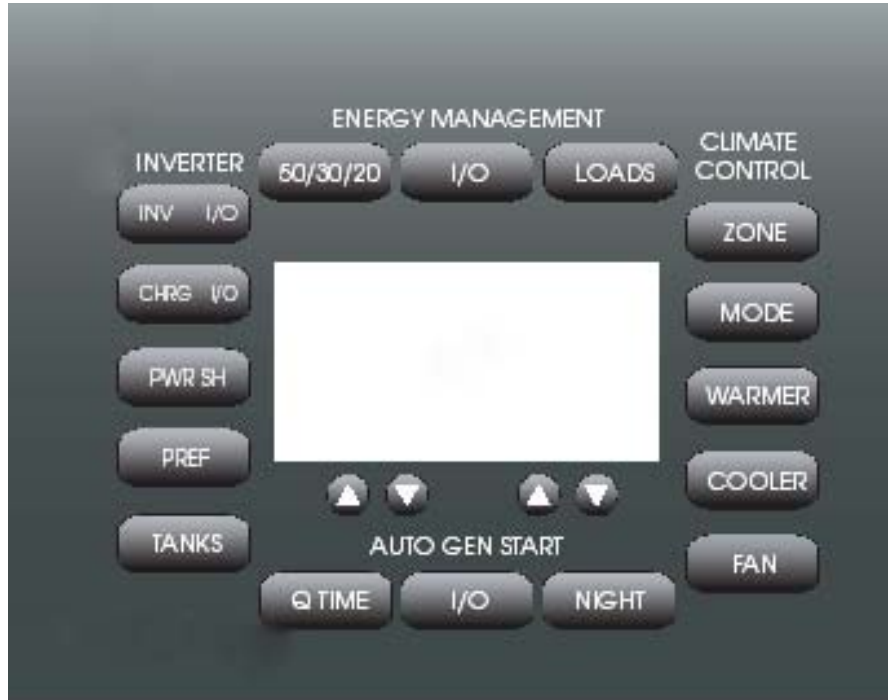 ENERGY MANAGEMENT
50/30/20 I/O LOADS
INVERTER
INV I/O
CHRG I/O
PWR SH
PREF
TANKS
CLIMATE
CONTROL
ZONE
MODE
WARMER
COOLER
FAN
AUTO GEN START
Q TIME I/O NIGHT